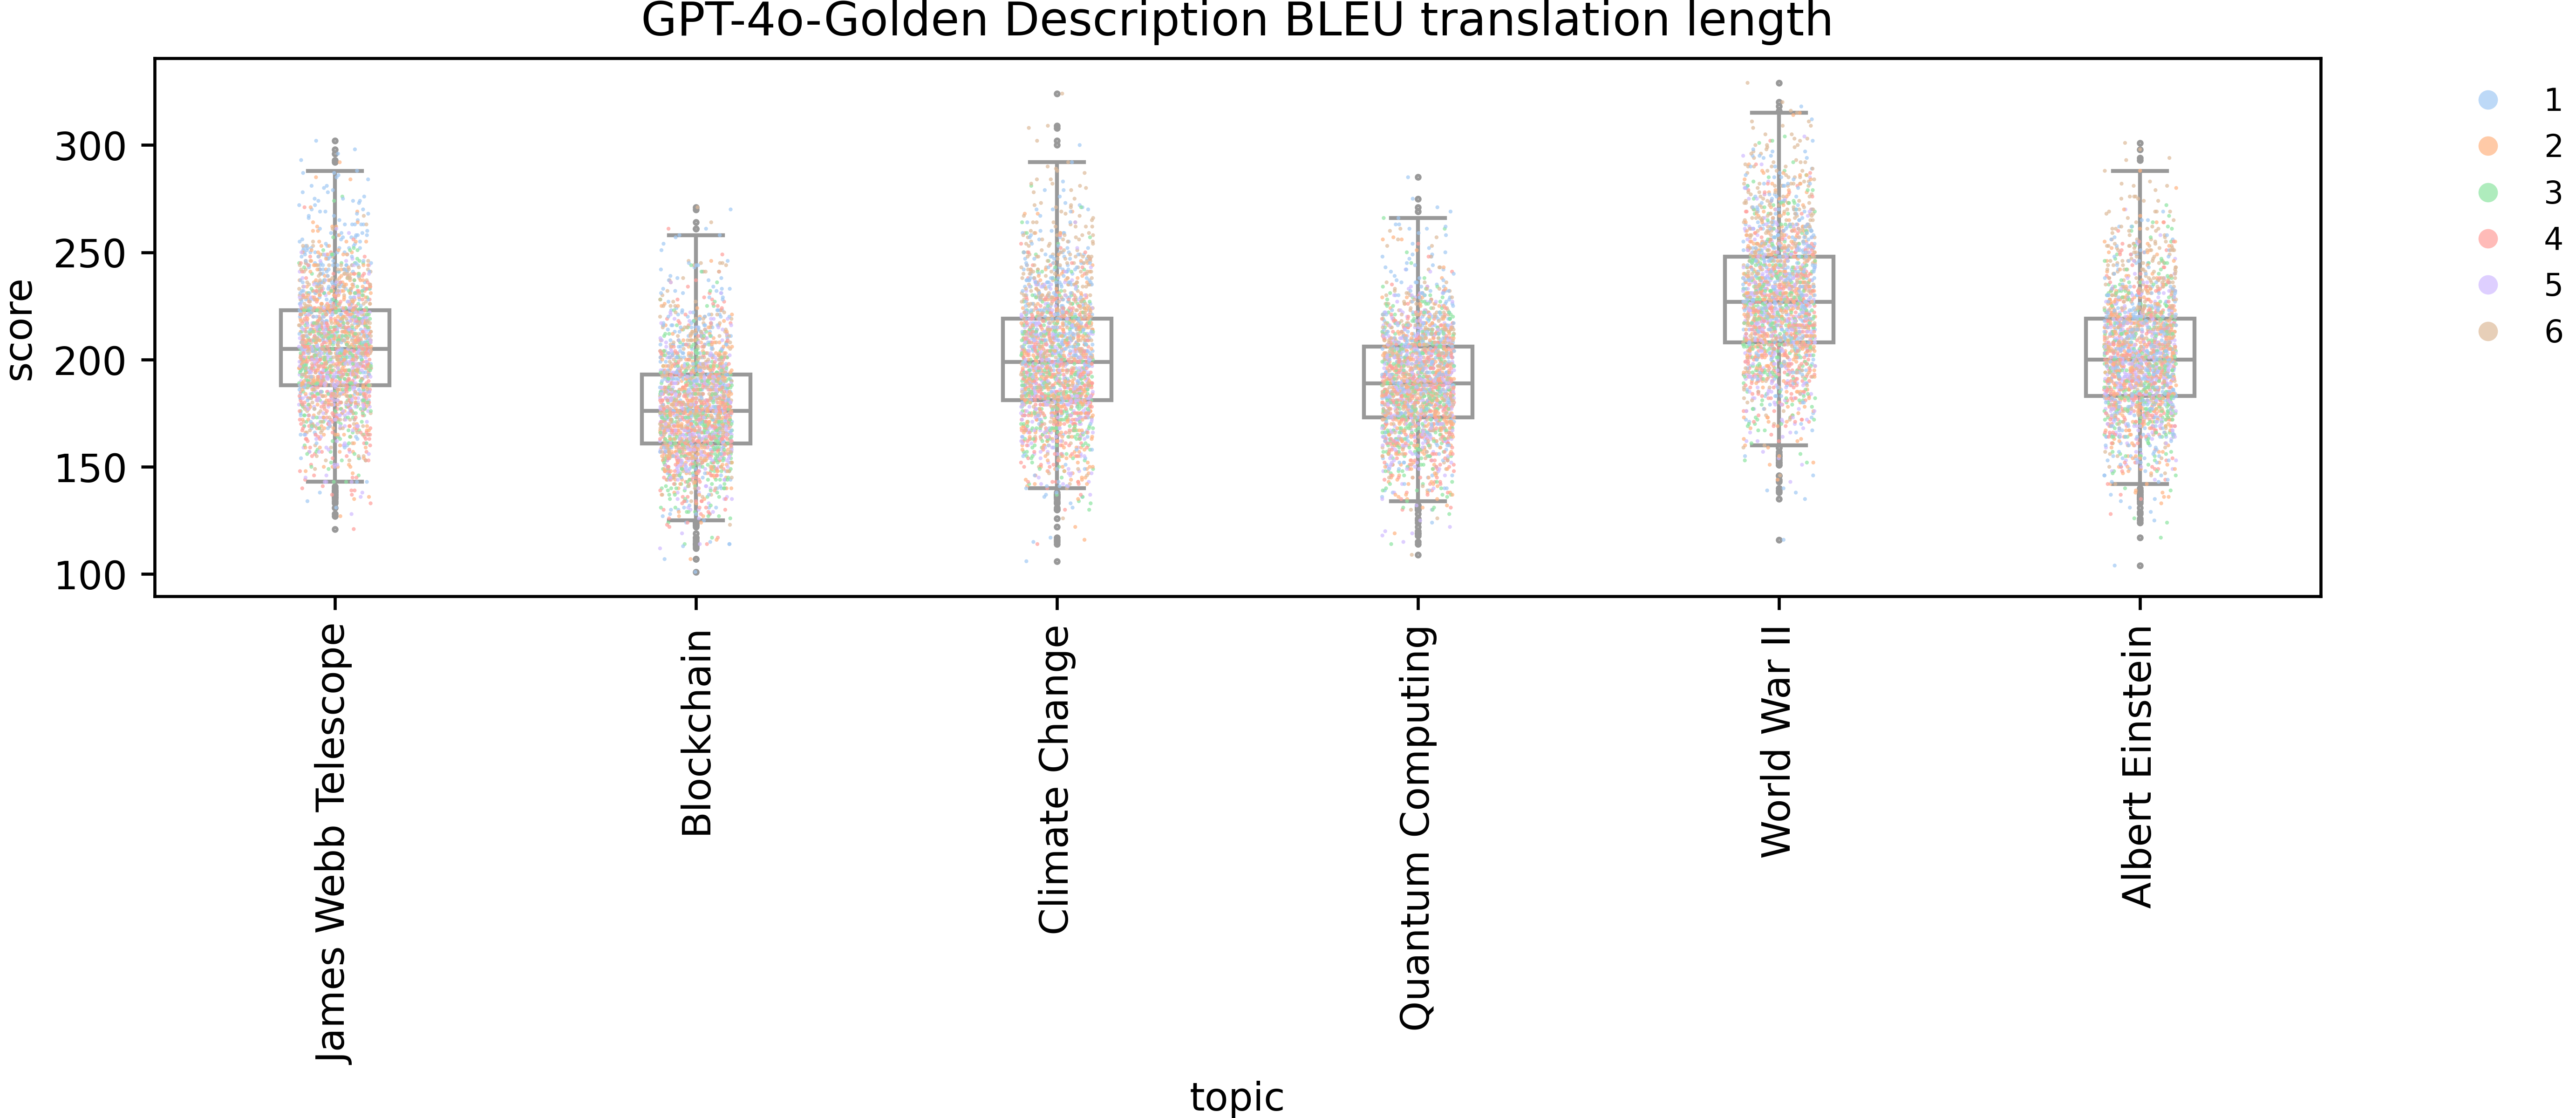 GPT-4o-Golden Description BLEU translation length
score
300
250
200
150
100
James Webb Telescope
Blockchain
Climate Change
Quantum Computing
World War II
Albert Einstein
topic
1
2
3
4
5
6